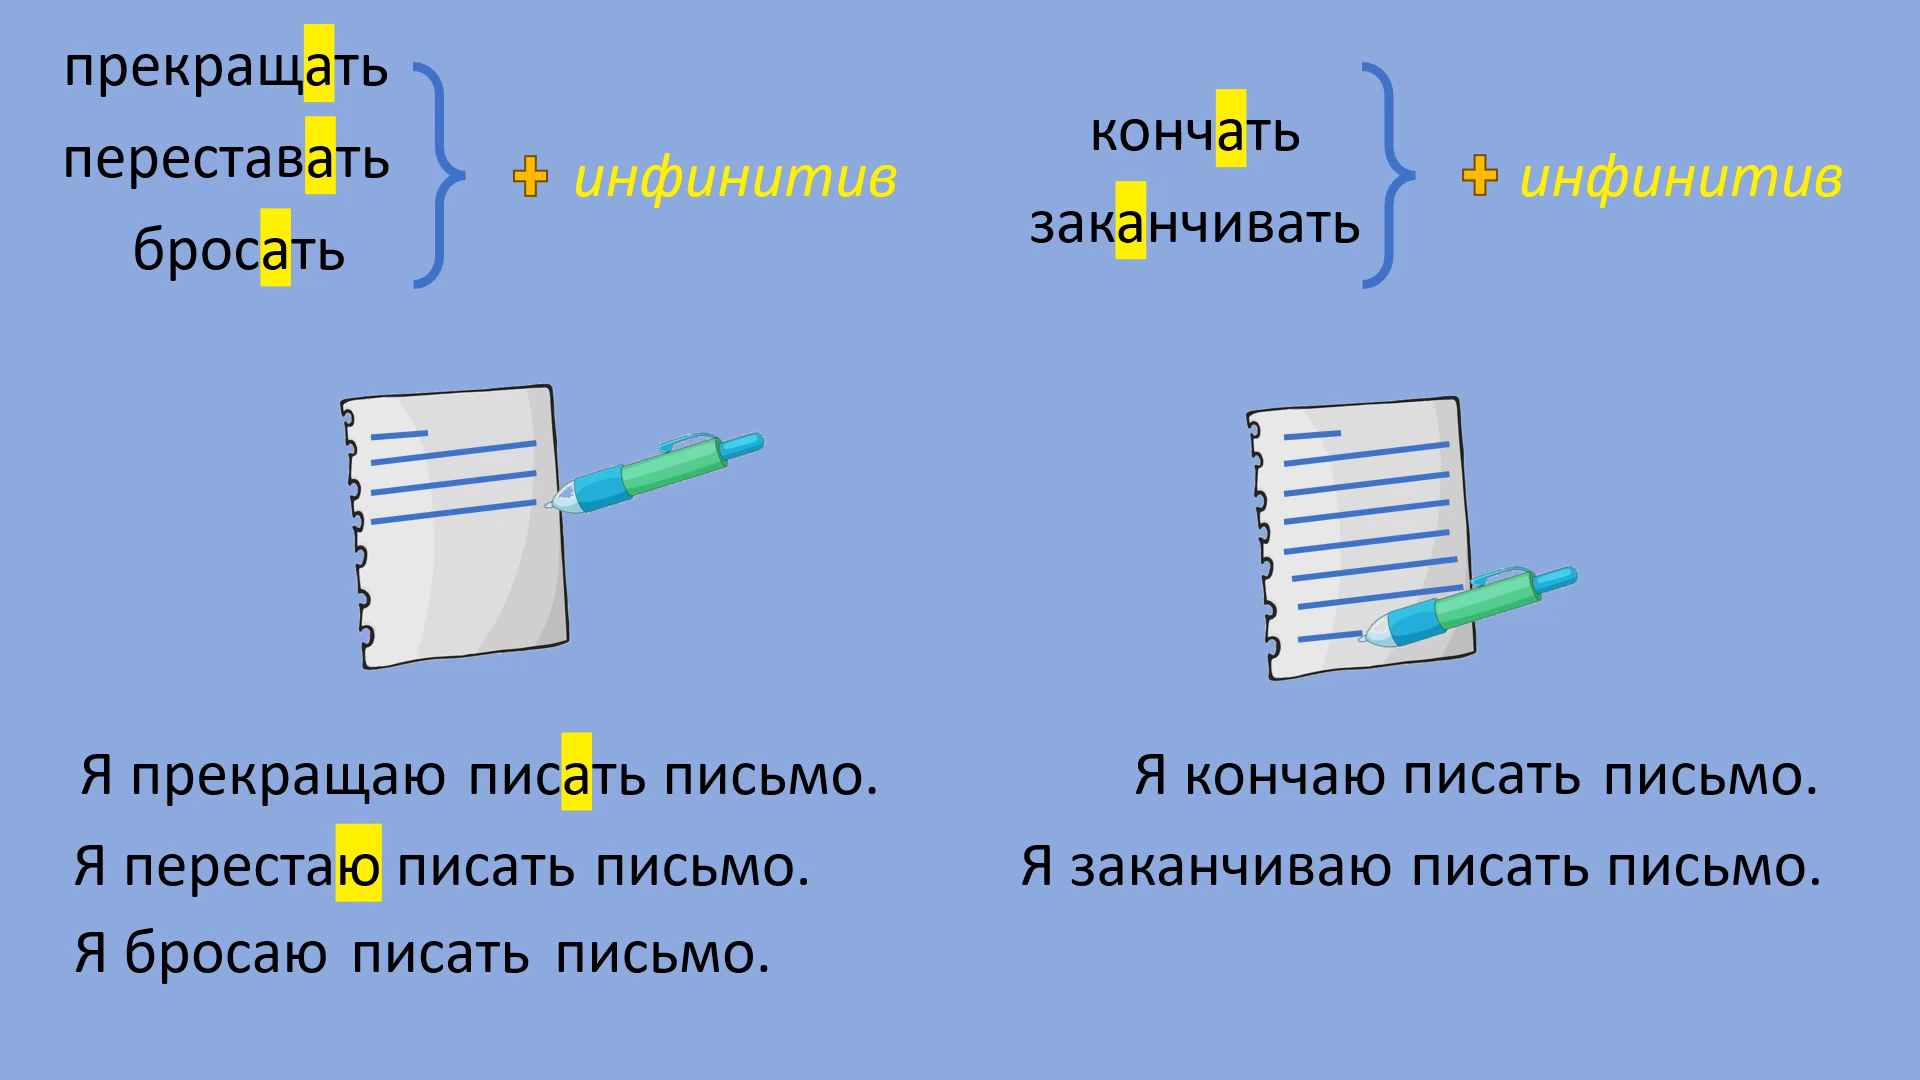 прекращать
переставать
бросать
+ инфинитив
кончать
заканчивать
+ инфинитив
Я прекращаю писать письмо.
Я перестаю писать письмо.
Я бросаю писать письмо.
Я кончаю писать письмо.
Я заканчиваю писать письмо.